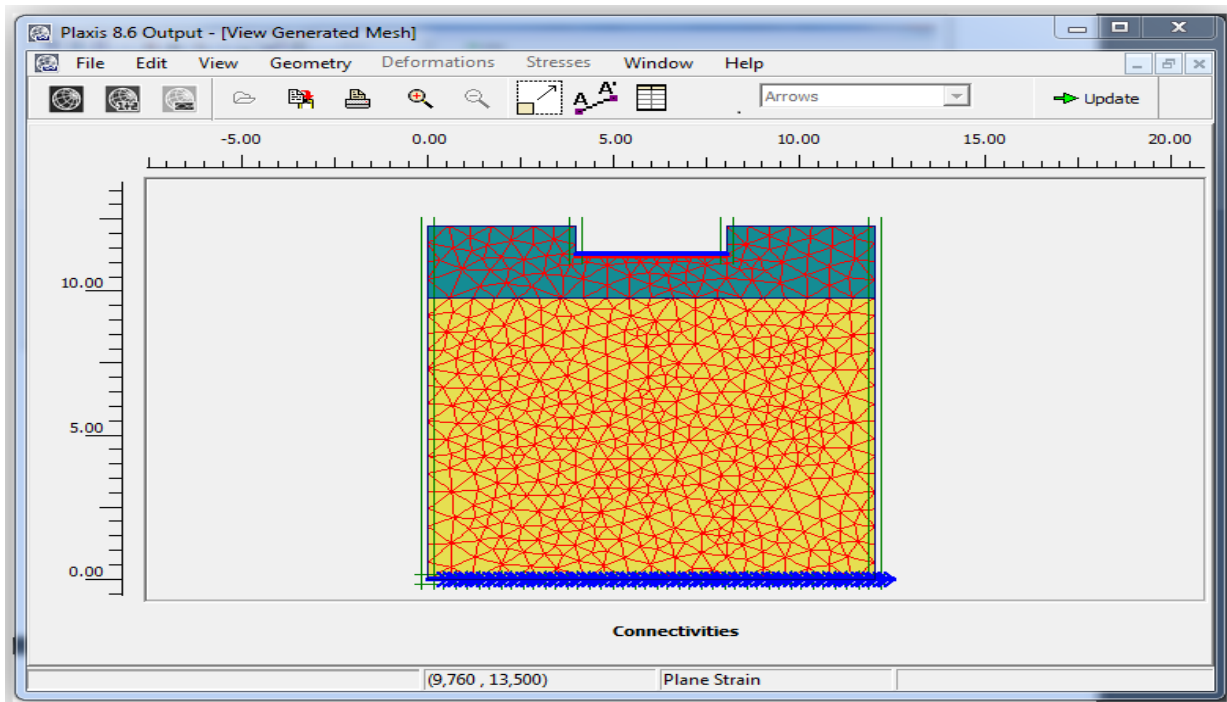 Plaxis 8.6 Output - [View Generated Mesh]
File Edit View Geometry Deformations Stresses Window Help
Arrows
Update
-5.00 0.00 5.00 10.00 15.00 20.00
10.00
5.00
0.00
Connectivities
(9,760 , 13,500) Plane Strain